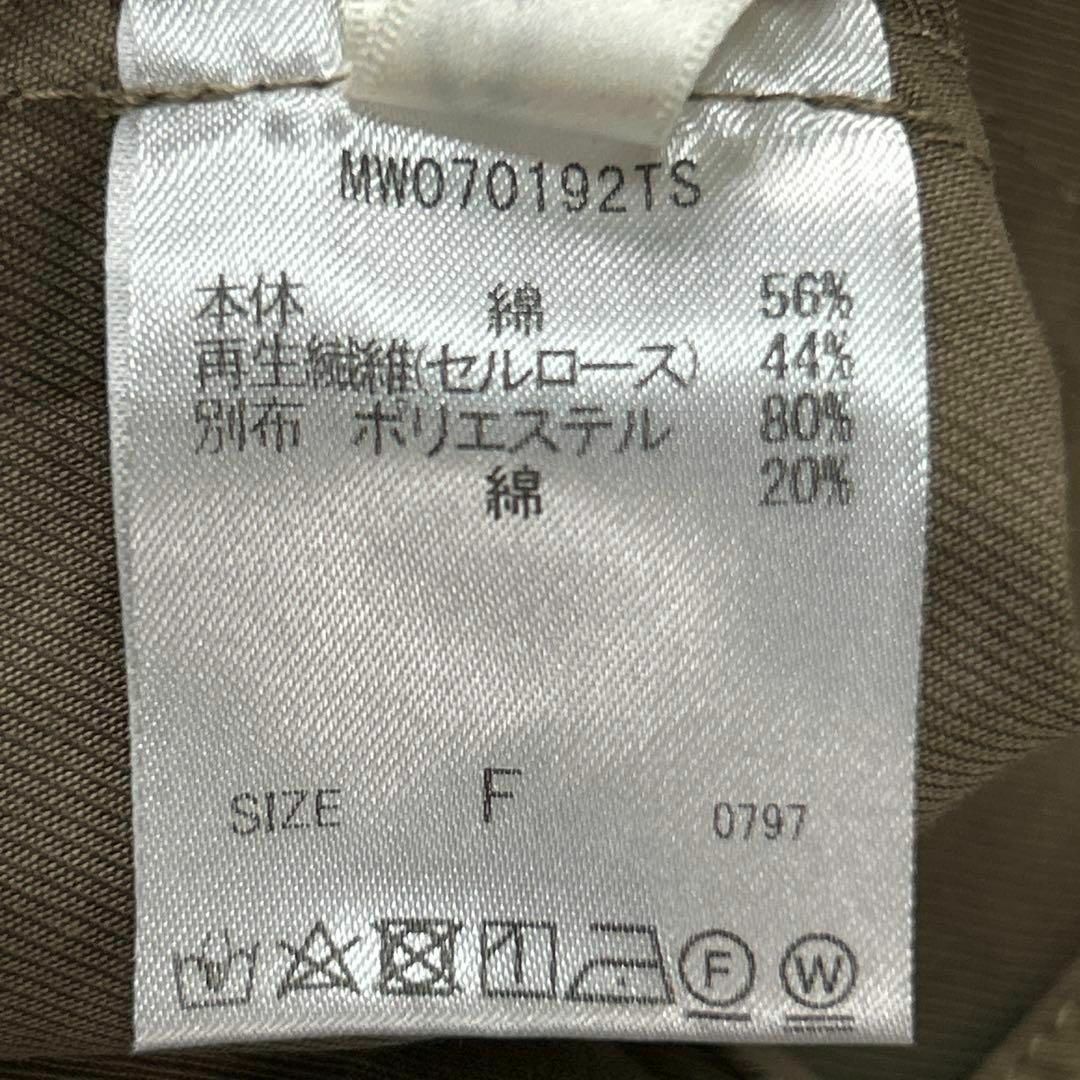 MW070192TS
本体 綿 56%
再生繊維(セルロース) 44%
別布 ポリエステル 80%
綿 20%
SIZE F 0797
F W